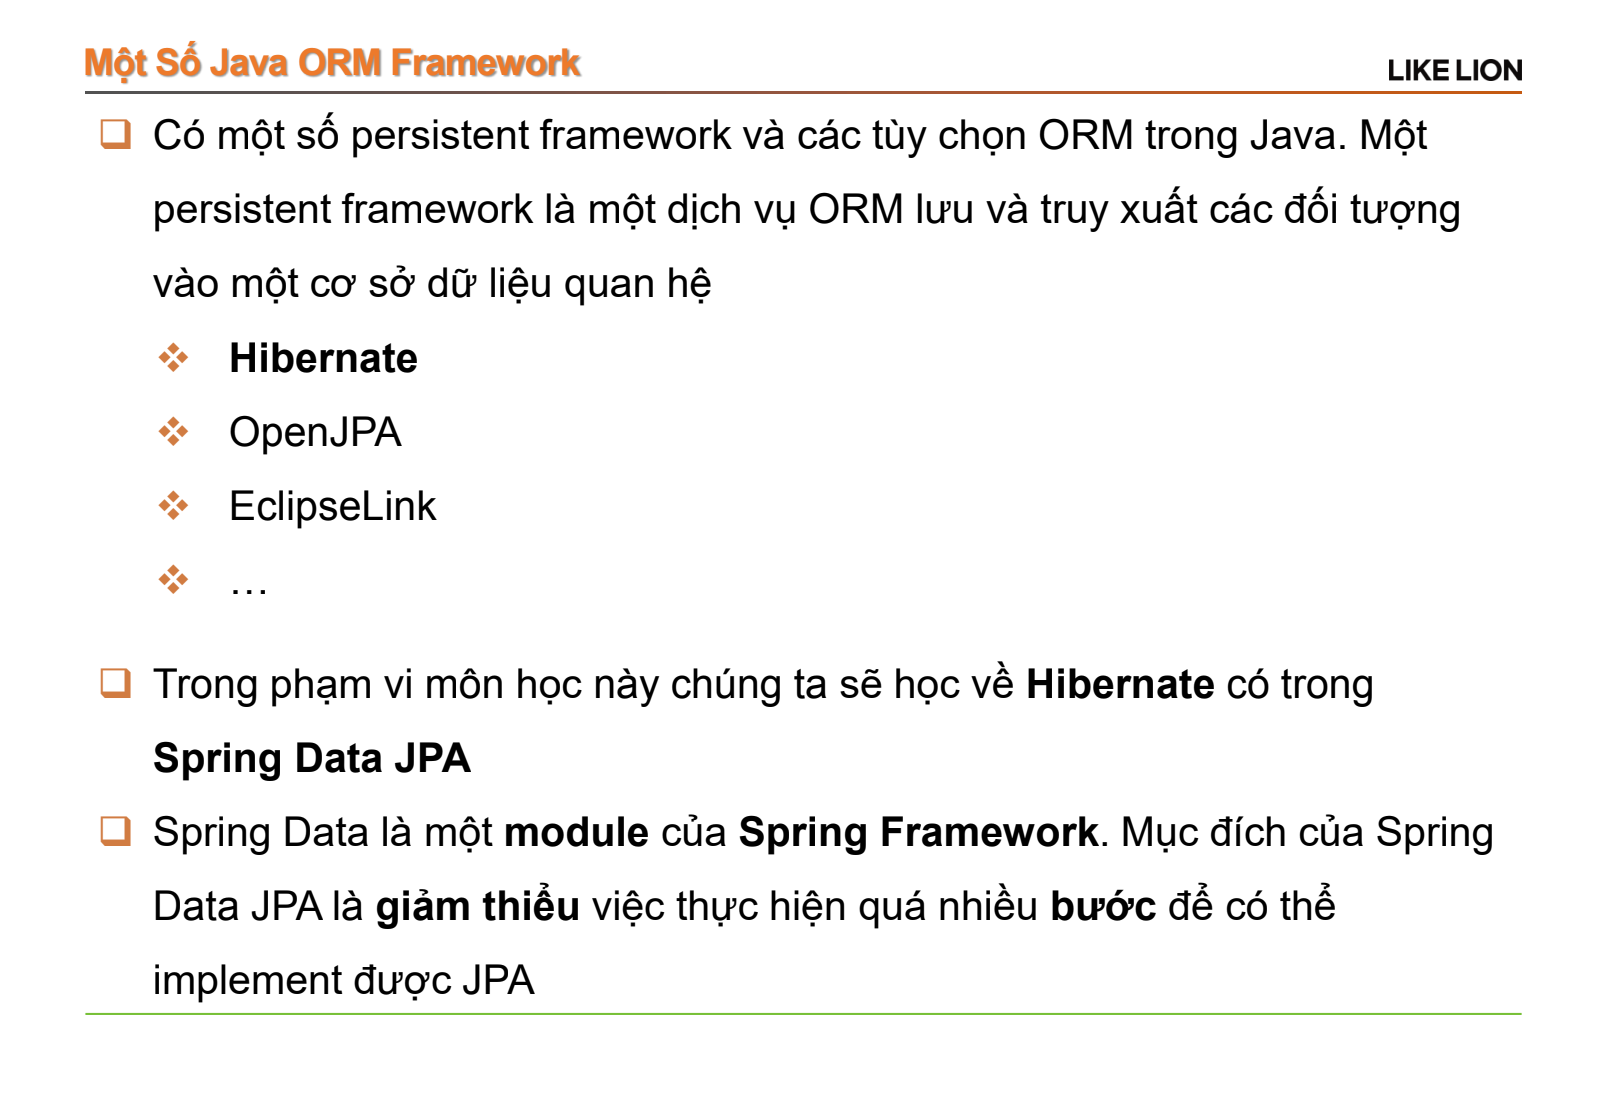 Một Số Java ORM Framework
LIKE LION
Có một số persistent framework và các tùy chọn ORM trong Java. Một
persistent framework là một dịch vụ ORM lưu và truy xuất các đối tượng
vào một cơ sở dữ liệu quan hệ
Hibernate
OpenJPA
EclipseLink
…
Trong phạm vi môn học này chúng ta sẽ học về Hibernate có trong
Spring Data JPA
Spring Data là một module của Spring Framework. Mục đích của Spring
Data JPA là giảm thiểu việc thực hiện quá nhiều bước để có thể
implement được JPA